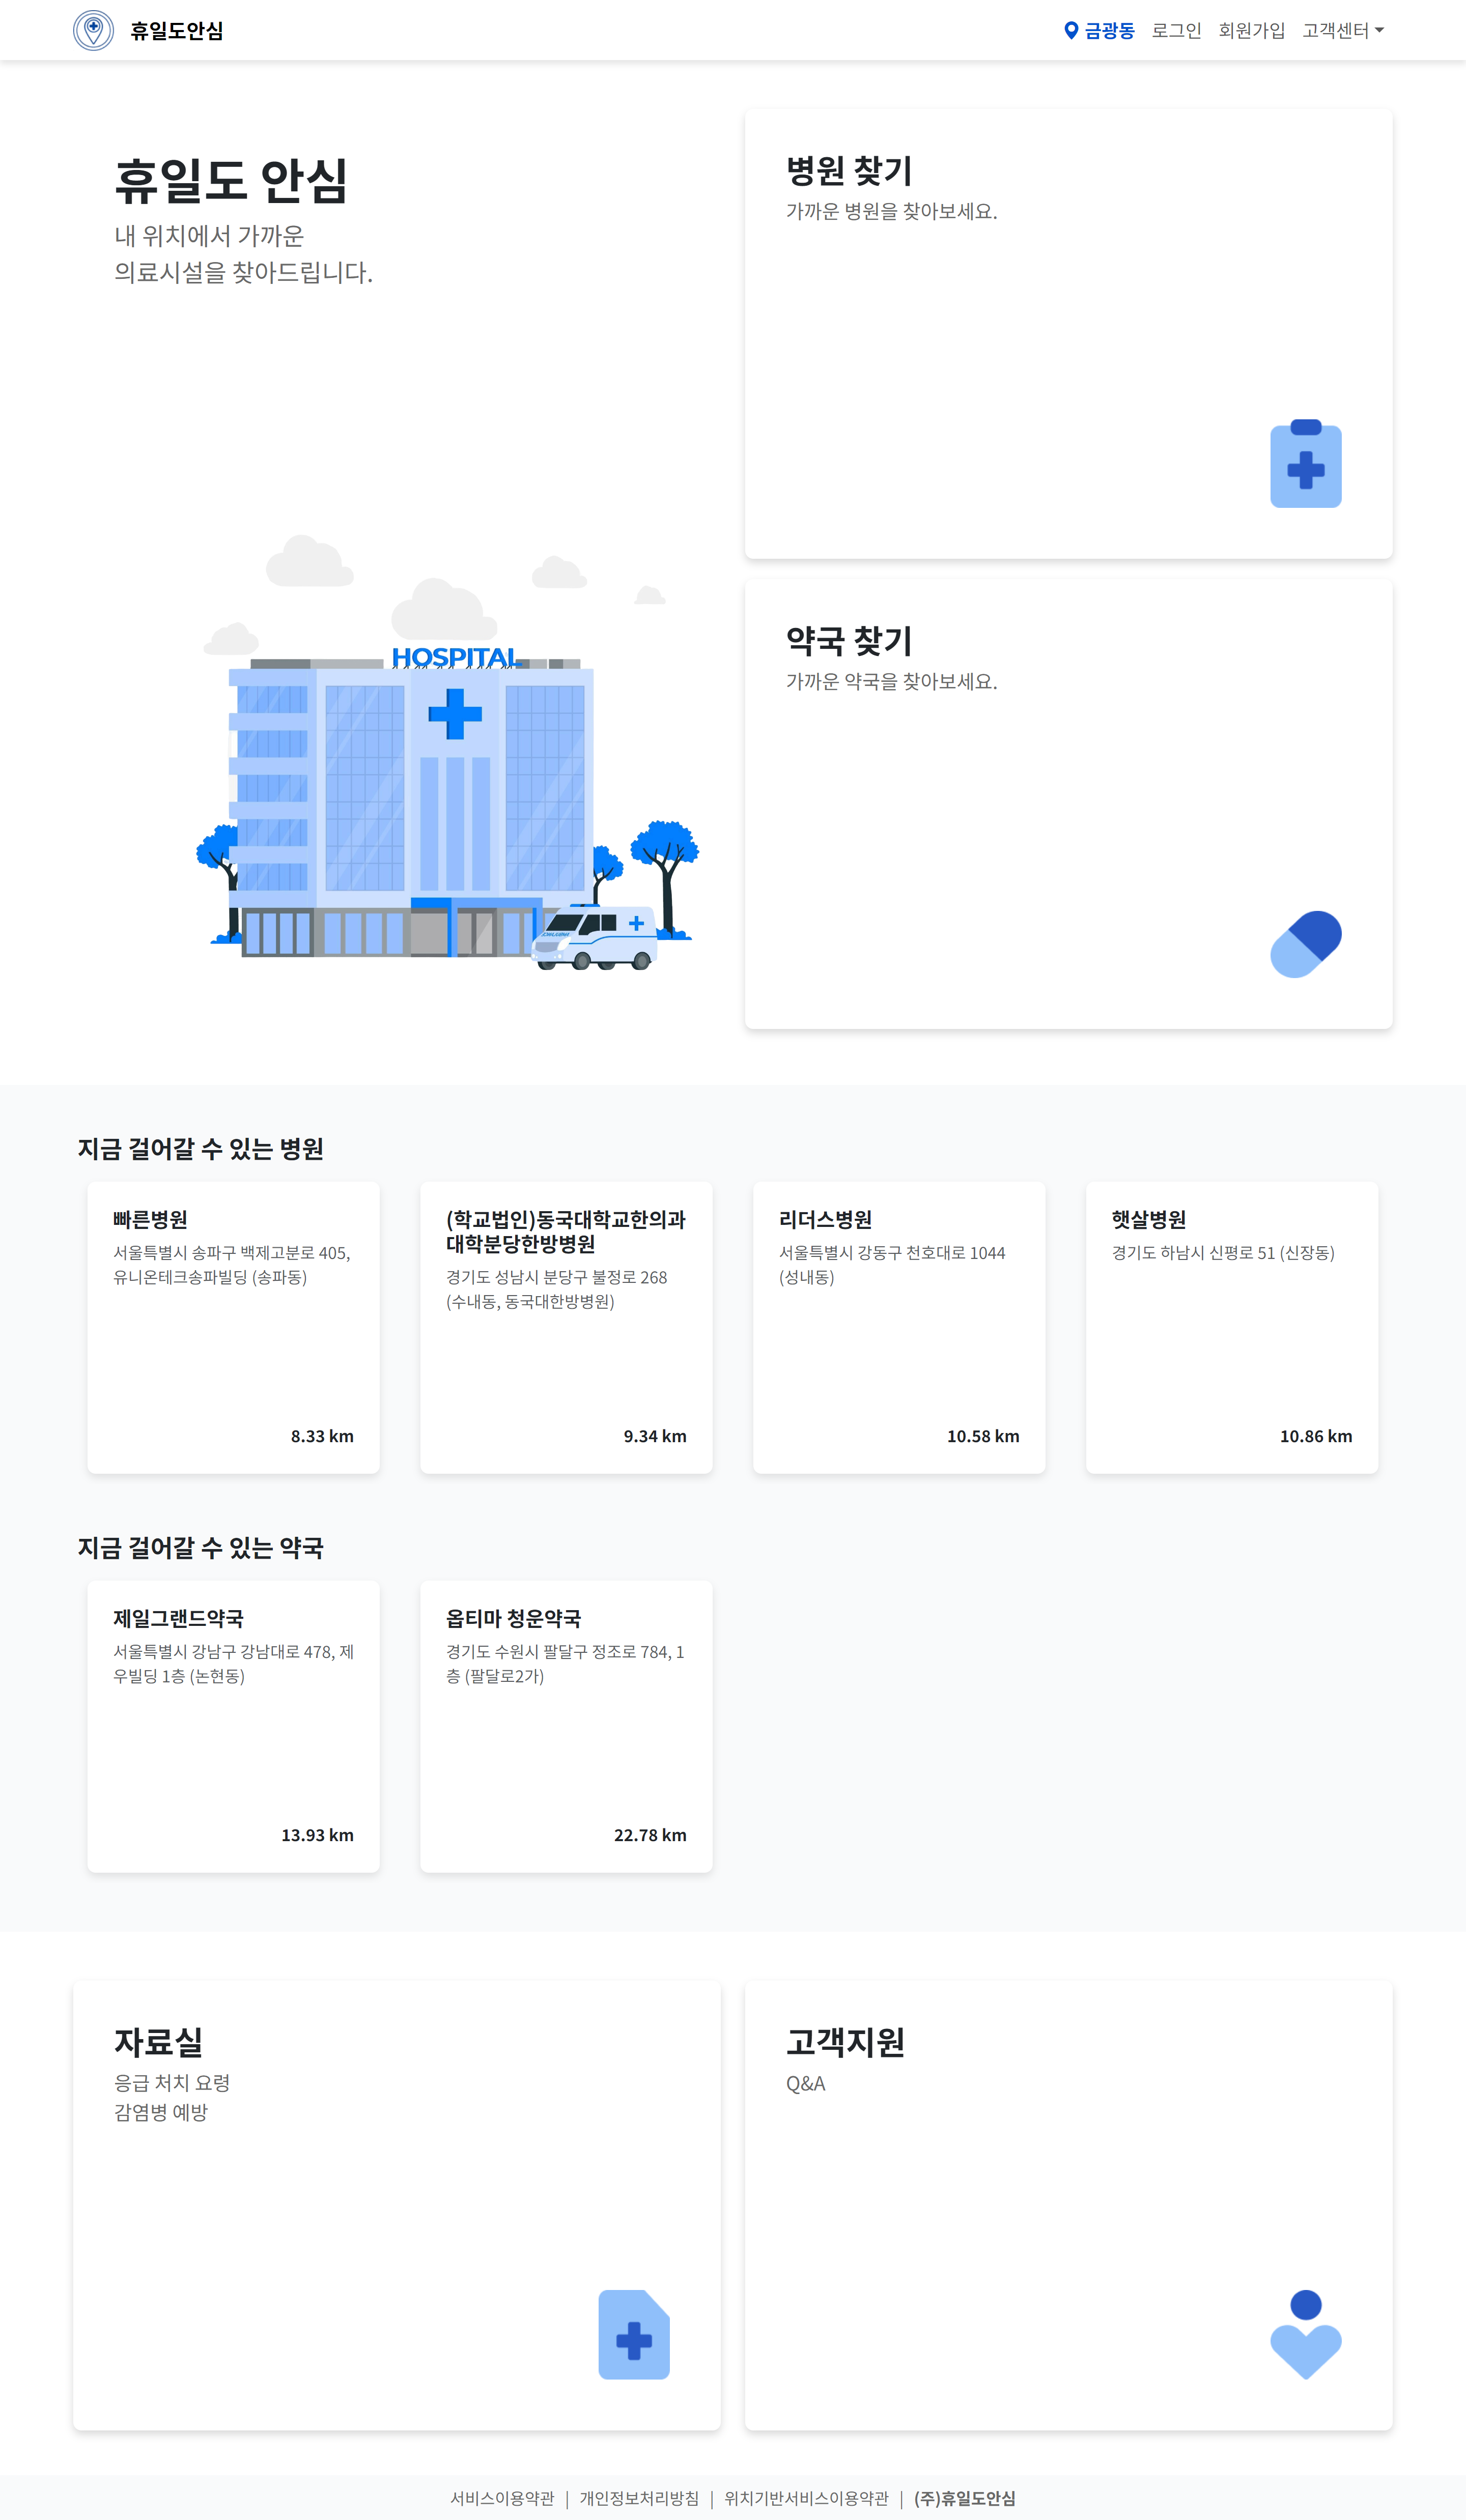 휴일도안심
금광동 로그인 회원가입 고객센터
휴일도 안심
내 위치에서 가까운
의료시설을 찾아드립니다.
HOSPITAL
병원 찾기
가까운 병원을 찾아보세요.
약국 찾기
가까운 약국을 찾아보세요.
지금 걸어갈 수 있는 병원
빠른병원
서울특별시 송파구 백제고분로 405,
유니온테크송파빌딩 (송파동)
8.33 km
(학교법인)동국대학교한의과
대학분당한방병원
경기도 성남시 분당구 불정로 268
(수내동, 동국대한방병원)
9.34 km
리더스병원
서울특별시 강동구 천호대로 1044
(성내동)
10.58 km
햇살병원
경기도 하남시 신평로 51 (신장동)
10.86 km
지금 걸어갈 수 있는 약국
제일그랜드약국
서울특별시 강남구 강남대로 478, 제
우빌딩 1층 (논현동)
13.93 km
옵티마 청운약국
경기도 수원시 팔달구 정조로 784, 1
층 (팔달로2가)
22.78 km
자료실
응급 처치 요령
감염병 예방
고객지원
Q&A
서비스이용약관 | 개인정보처리방침 | 위치기반서비스이용약관 | (주)휴일도안심